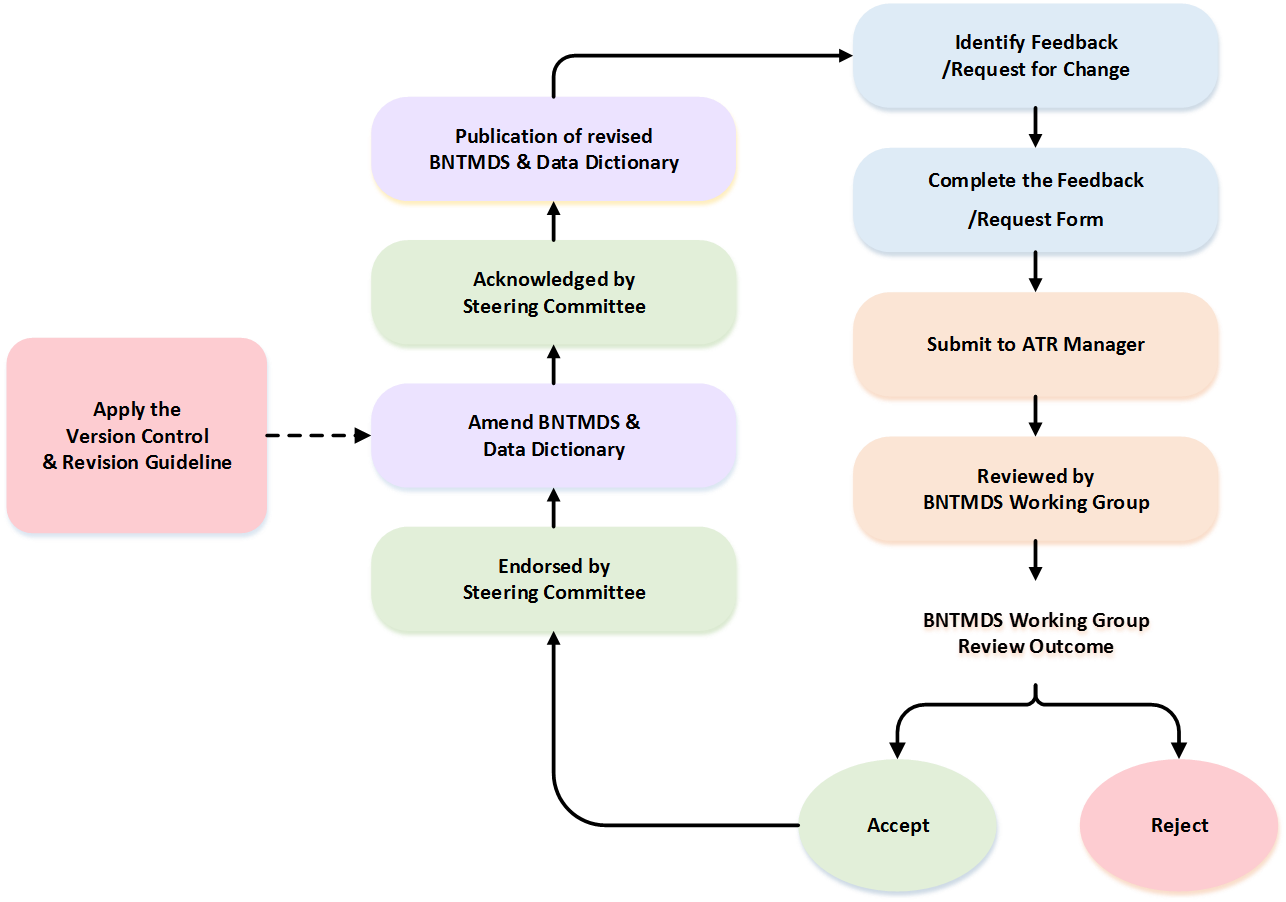 Identify Feedback
/Request for Change
Complete the Feedback
/Request Form
Submit to ATR Manager
Reviewed by
BNTMDS Working Group
BNTMDS Working Group
Review Outcome
Accept
Reject
Endorsed by
Steering Committee
Apply the
Version Control
& Revision Guideline
Amend BNTMDS &
Data Dictionary
Acknowledged by
Steering Committee
Publication of revised
BNTMDS & Data Dictionary